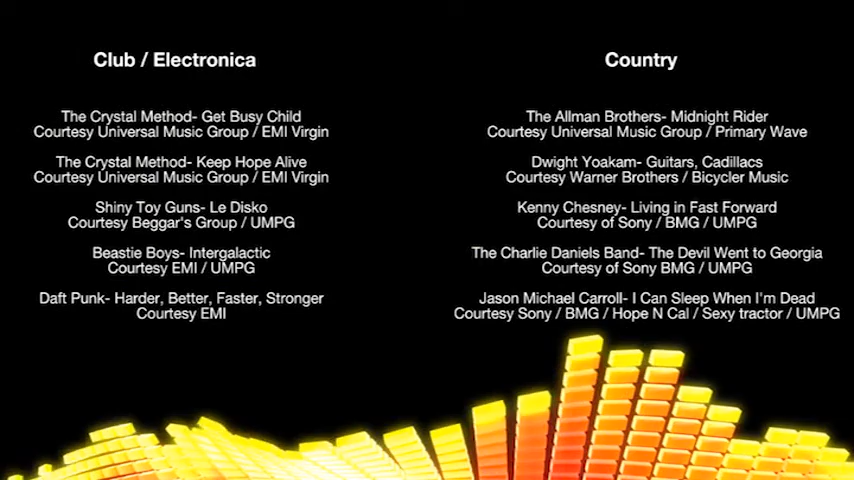 Club / Electronica
The Crystal Method- Get Busy Child
Courtesy Universal Music Group / EMI Virgin
The Crystal Method- Keep Hope Alive
Courtesy Universal Music Group / EMI Virgin
Shiny Toy Guns- Le Disko
Courtesy Beggar's Group / UMPG
Beastie Boys- Intergalactic
Courtesy EMI / UMPG
Daft Punk- Harder, Better, Faster, Stronger
Courtesy EMI
Country
The Allman Brothers- Midnight Rider
Courtesy Universal Music Group / Primary Wave
Dwight Yoakam- Guitars, Cadillacs
Courtesy Warner Brothers / Bicycler Music
Kenny Chesney- Living in Fast Forward
Courtesy of Sony / BMG / UMPG
The Charlie Daniels Band- The Devil Went to Georgia
Courtesy of Sony BMG / UMPG
Jason Michael Carroll- I Can Sleep When I'm Dead
Courtesy Sony / BMG / Hope N Cal / Sexy tractor / UMPG